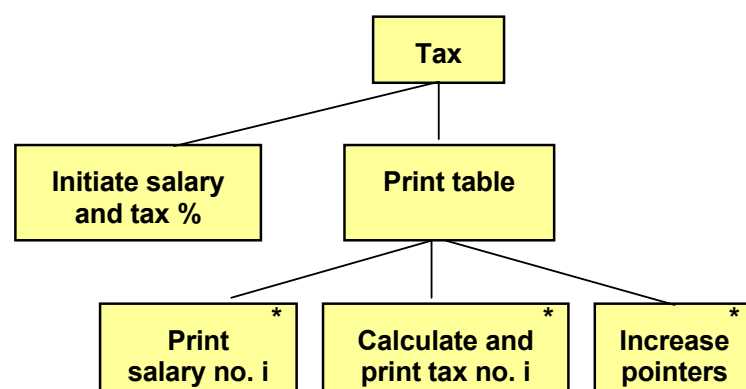 Tax
Initiate salary
and tax %
Print table
*
Print
salary no. i
*
Calculate and
print tax no. i
*
Increase
pointers